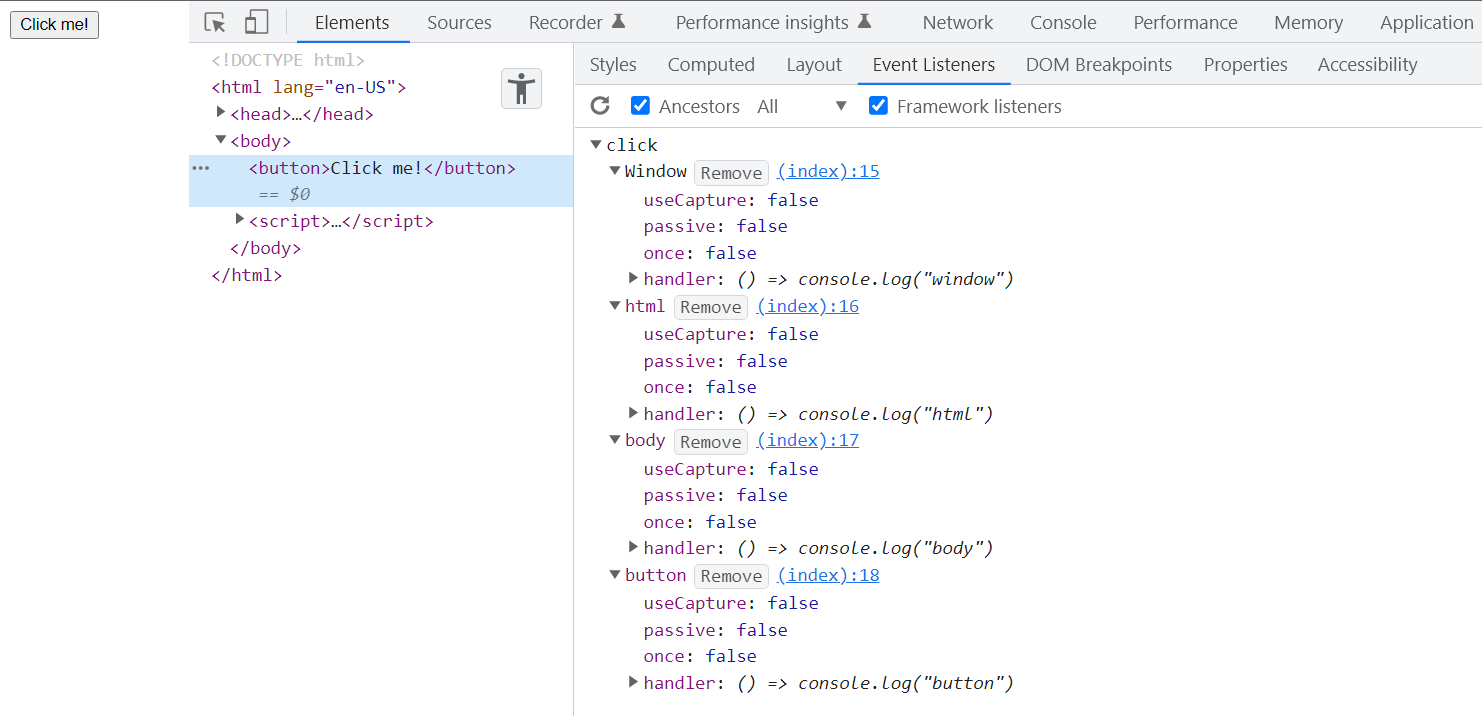 Click me!
Elements Sources Recorder Performance insights Network Console Performance Memory Application
<!DOCTYPE html>
<html lang="en-US">
<head>…</head>
<body>
<button>Click me!</button>
== $0
<script>…</script>
</body>
</html>
Styles Computed Layout Event Listeners DOM Breakpoints Properties Accessibility
Ancestors All Framework listeners
click
Window Remove (index):15
useCapture: false
passive: false
once: false
handler: () => console.log("window")
html Remove (index):16
useCapture: false
passive: false
once: false
handler: () => console.log("html")
body Remove (index):17
useCapture: false
passive: false
once: false
handler: () => console.log("body")
button Remove (index):18
useCapture: false
passive: false
once: false
handler: () => console.log("button")